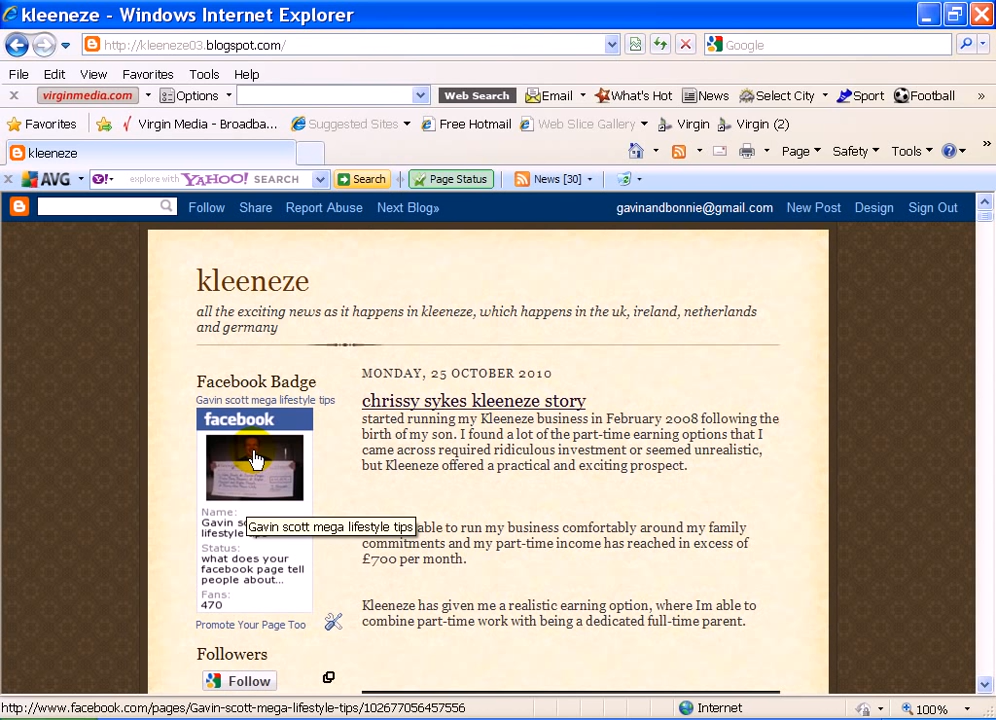 kleeneze - Windows Internet Explorer
http://kleeneze03.blogspot.com/
Google
File Edit View Favorites Tools Help
x virginmedia.com Options Web Search Email What's Hot News Select City Sport Football »
Favorites Virgin Media - Broadba... Suggested Sites Free Hotmail Web Slice Gallery Virgin Virgin (2)
kleeneze Page Safety Tools »
x AVG Y! explore with YAHOO! SEARCH Search Page Status News [30]
Follow Share Report Abuse Next Blog» gavinandbonnie@gmail.com New Post Design Sign Out
kleeneze
all the exciting news as it happens in kleeneze, which happens in the uk, ireland, netherlands
and germany
Facebook Badge
Gavin scott mega lifestyle tips
facebook
Name:
Gavin s
lifestyle
Gavin scott mega lifestyle tips
Status:
what does your
facebook page tell
people about...
Fans:
470
Promote Your Page Too
Followers
Follow
MONDAY, 25 OCTOBER 2010
chrissy sykes kleeneze story
started running my Kleeneze business in February 2008 following the
birth of my son. I found a lot of the part-time earning options that I
came across required ridiculous investment or seemed unrealistic,
but Kleeneze offered a practical and exciting prospect.
able to run my business comfortably around my family
commitments and my part-time income has reached in excess of
£700 per month.
Kleeneze has given me a realistic earning option, where Im able to
combine part-time work with being a dedicated full-time parent.
http://www.facebook.com/pages/Gavin-scott-mega-lifestyle-tips/102677056457556
Internet
100%